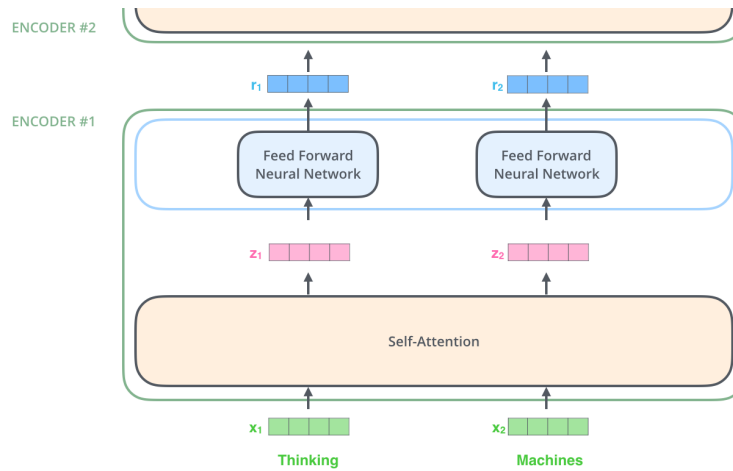 ENCODER #2
r₁
r₂
ENCODER #1
Feed Forward
Neural Network
Feed Forward
Neural Network
z₁
z₂
Self-Attention
x₁
x₂
Thinking
Machines